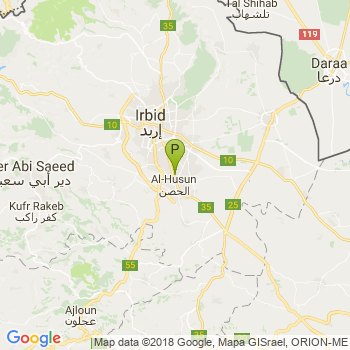 Tal Shihab
تلشهاب
35
119
Daraa
درعا
Irbid
إربد
10
10
P
er Abi Saeed
دير أبي سعيد
Al-Husun
الحصن
Kufr Rakeb
كفر راكب
25
35
55
Ajloun
عجلون
Google
Map data ©2018 Google, Mapa GISrael, ORION-ME